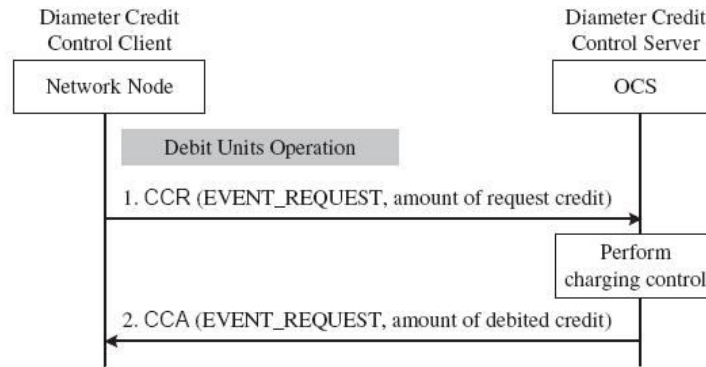 Diameter Credit
Control Client
Diameter Credit
Control Server
Network Node
OCS
Debit Units Operation
1. CCR (EVENT_REQUEST, amount of request credit)
Perform
charging control
2. CCA (EVENT_REQUEST, amount of debited credit)